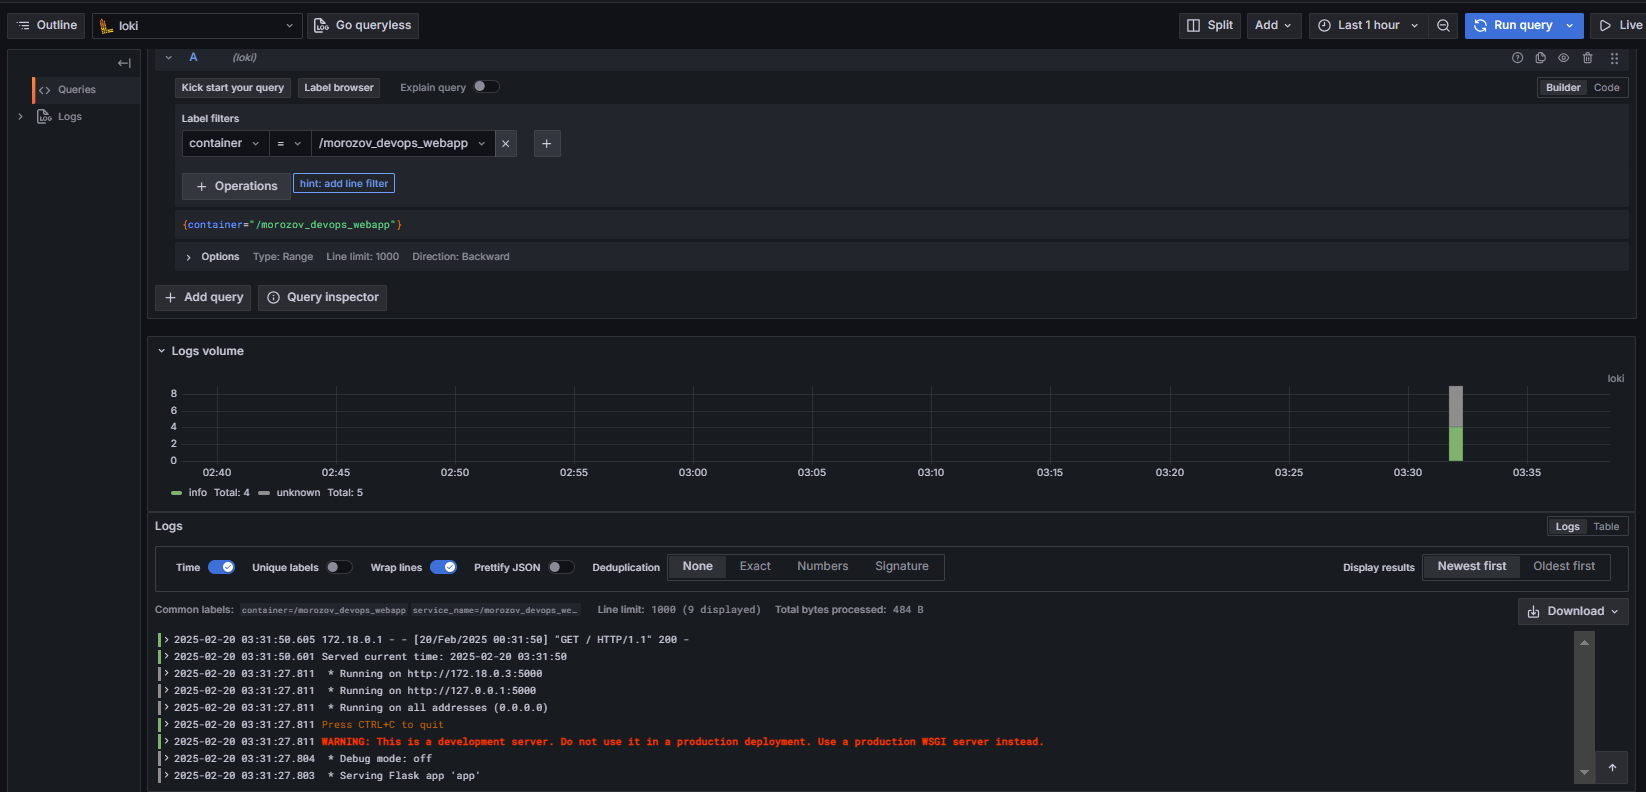 Outline loki Go queryless Split Add Last 1 hour Run query Live
A (loki)
Queries
Logs
Kick start your query Label browser Explain query Builder Code
Label filters
container = /morozov_devops_webapp
+ Operations hint: add line filter
{container="/morozov_devops_webapp"}
Options Type: Range Line limit: 1000 Direction: Backward
+ Add query Query inspector
Logs volume
loki
8
6
4
2
0
02:40 02:45 02:50 02:55 03:00 03:05 03:10 03:15 03:20 03:25 03:30 03:35
info Total: 4 unknown Total: 5
Logs Logs Table
Time Unique labels Wrap lines Prettify JSON Deduplication None Exact Numbers Signature Display results Newest first Oldest first
Common labels: container=/morozov_devops_webapp service_name=/morozov_devops_we… Line limit: 1000 (9 displayed) Total bytes processed: 484 B
Download
2025-02-20 03:31:50.605 172.18.0.1 - - [20/Feb/2025 00:31:50] "GET / HTTP/1.1" 200 -
2025-02-20 03:31:50.601 Served current time: 2025-02-20 03:31:50
2025-02-20 03:31:27.811 * Running on http://172.18.0.3:5000
2025-02-20 03:31:27.811 * Running on http://127.0.0.1:5000
2025-02-20 03:31:27.811 * Running on all addresses (0.0.0.0)
2025-02-20 03:31:27.811 Press CTRL+C to quit
2025-02-20 03:31:27.811 WARNING: This is a development server. Do not use it in a production deployment. Use a production WSGI server instead.
2025-02-20 03:31:27.804 * Debug mode: off
2025-02-20 03:31:27.803 * Serving Flask app 'app'